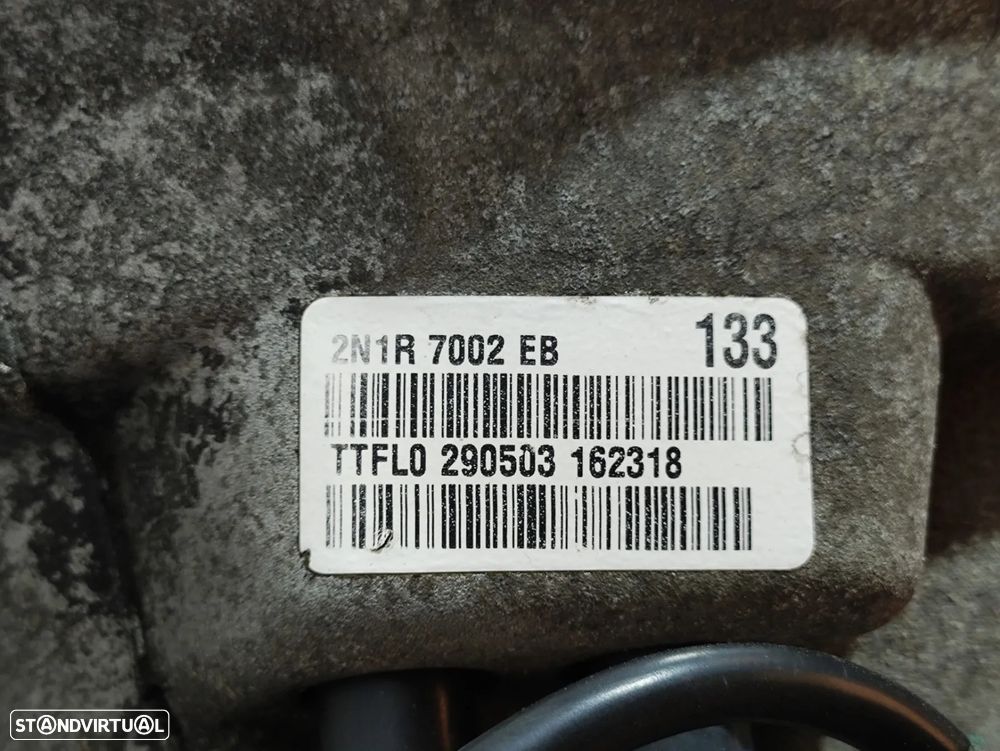 2N1R 7002 EB 133
TTFL0 290503 162318
STANDVIRTUAL